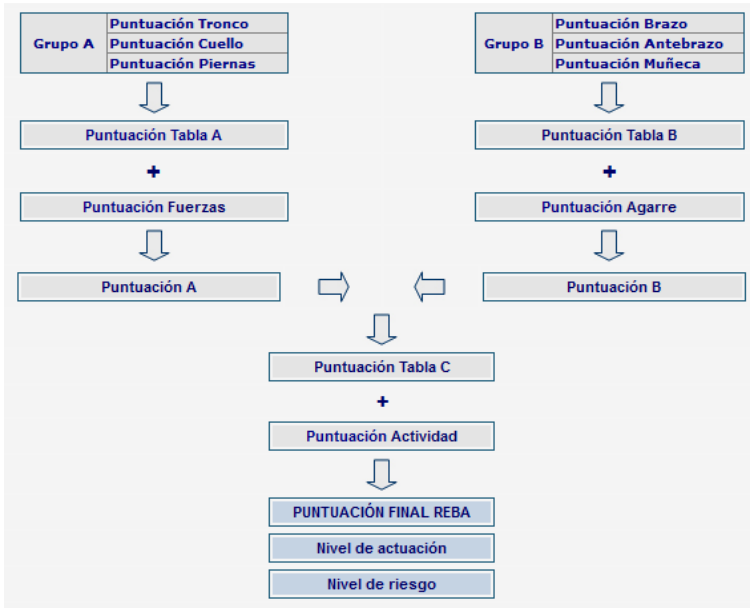 Grupo A
Puntuación Tronco
Puntuación Cuello
Puntuación Piernas
Grupo B
Puntuación Brazo
Puntuación Antebrazo
Puntuación Muñeca
Puntuación Tabla A
Puntuación Tabla B
+
+
Puntuación Fuerzas
Puntuación Agarre
Puntuación A
Puntuación B
Puntuación Tabla C
+
Puntuación Actividad
PUNTUACIÓN FINAL REBA
Nivel de actuación
Nivel de riesgo